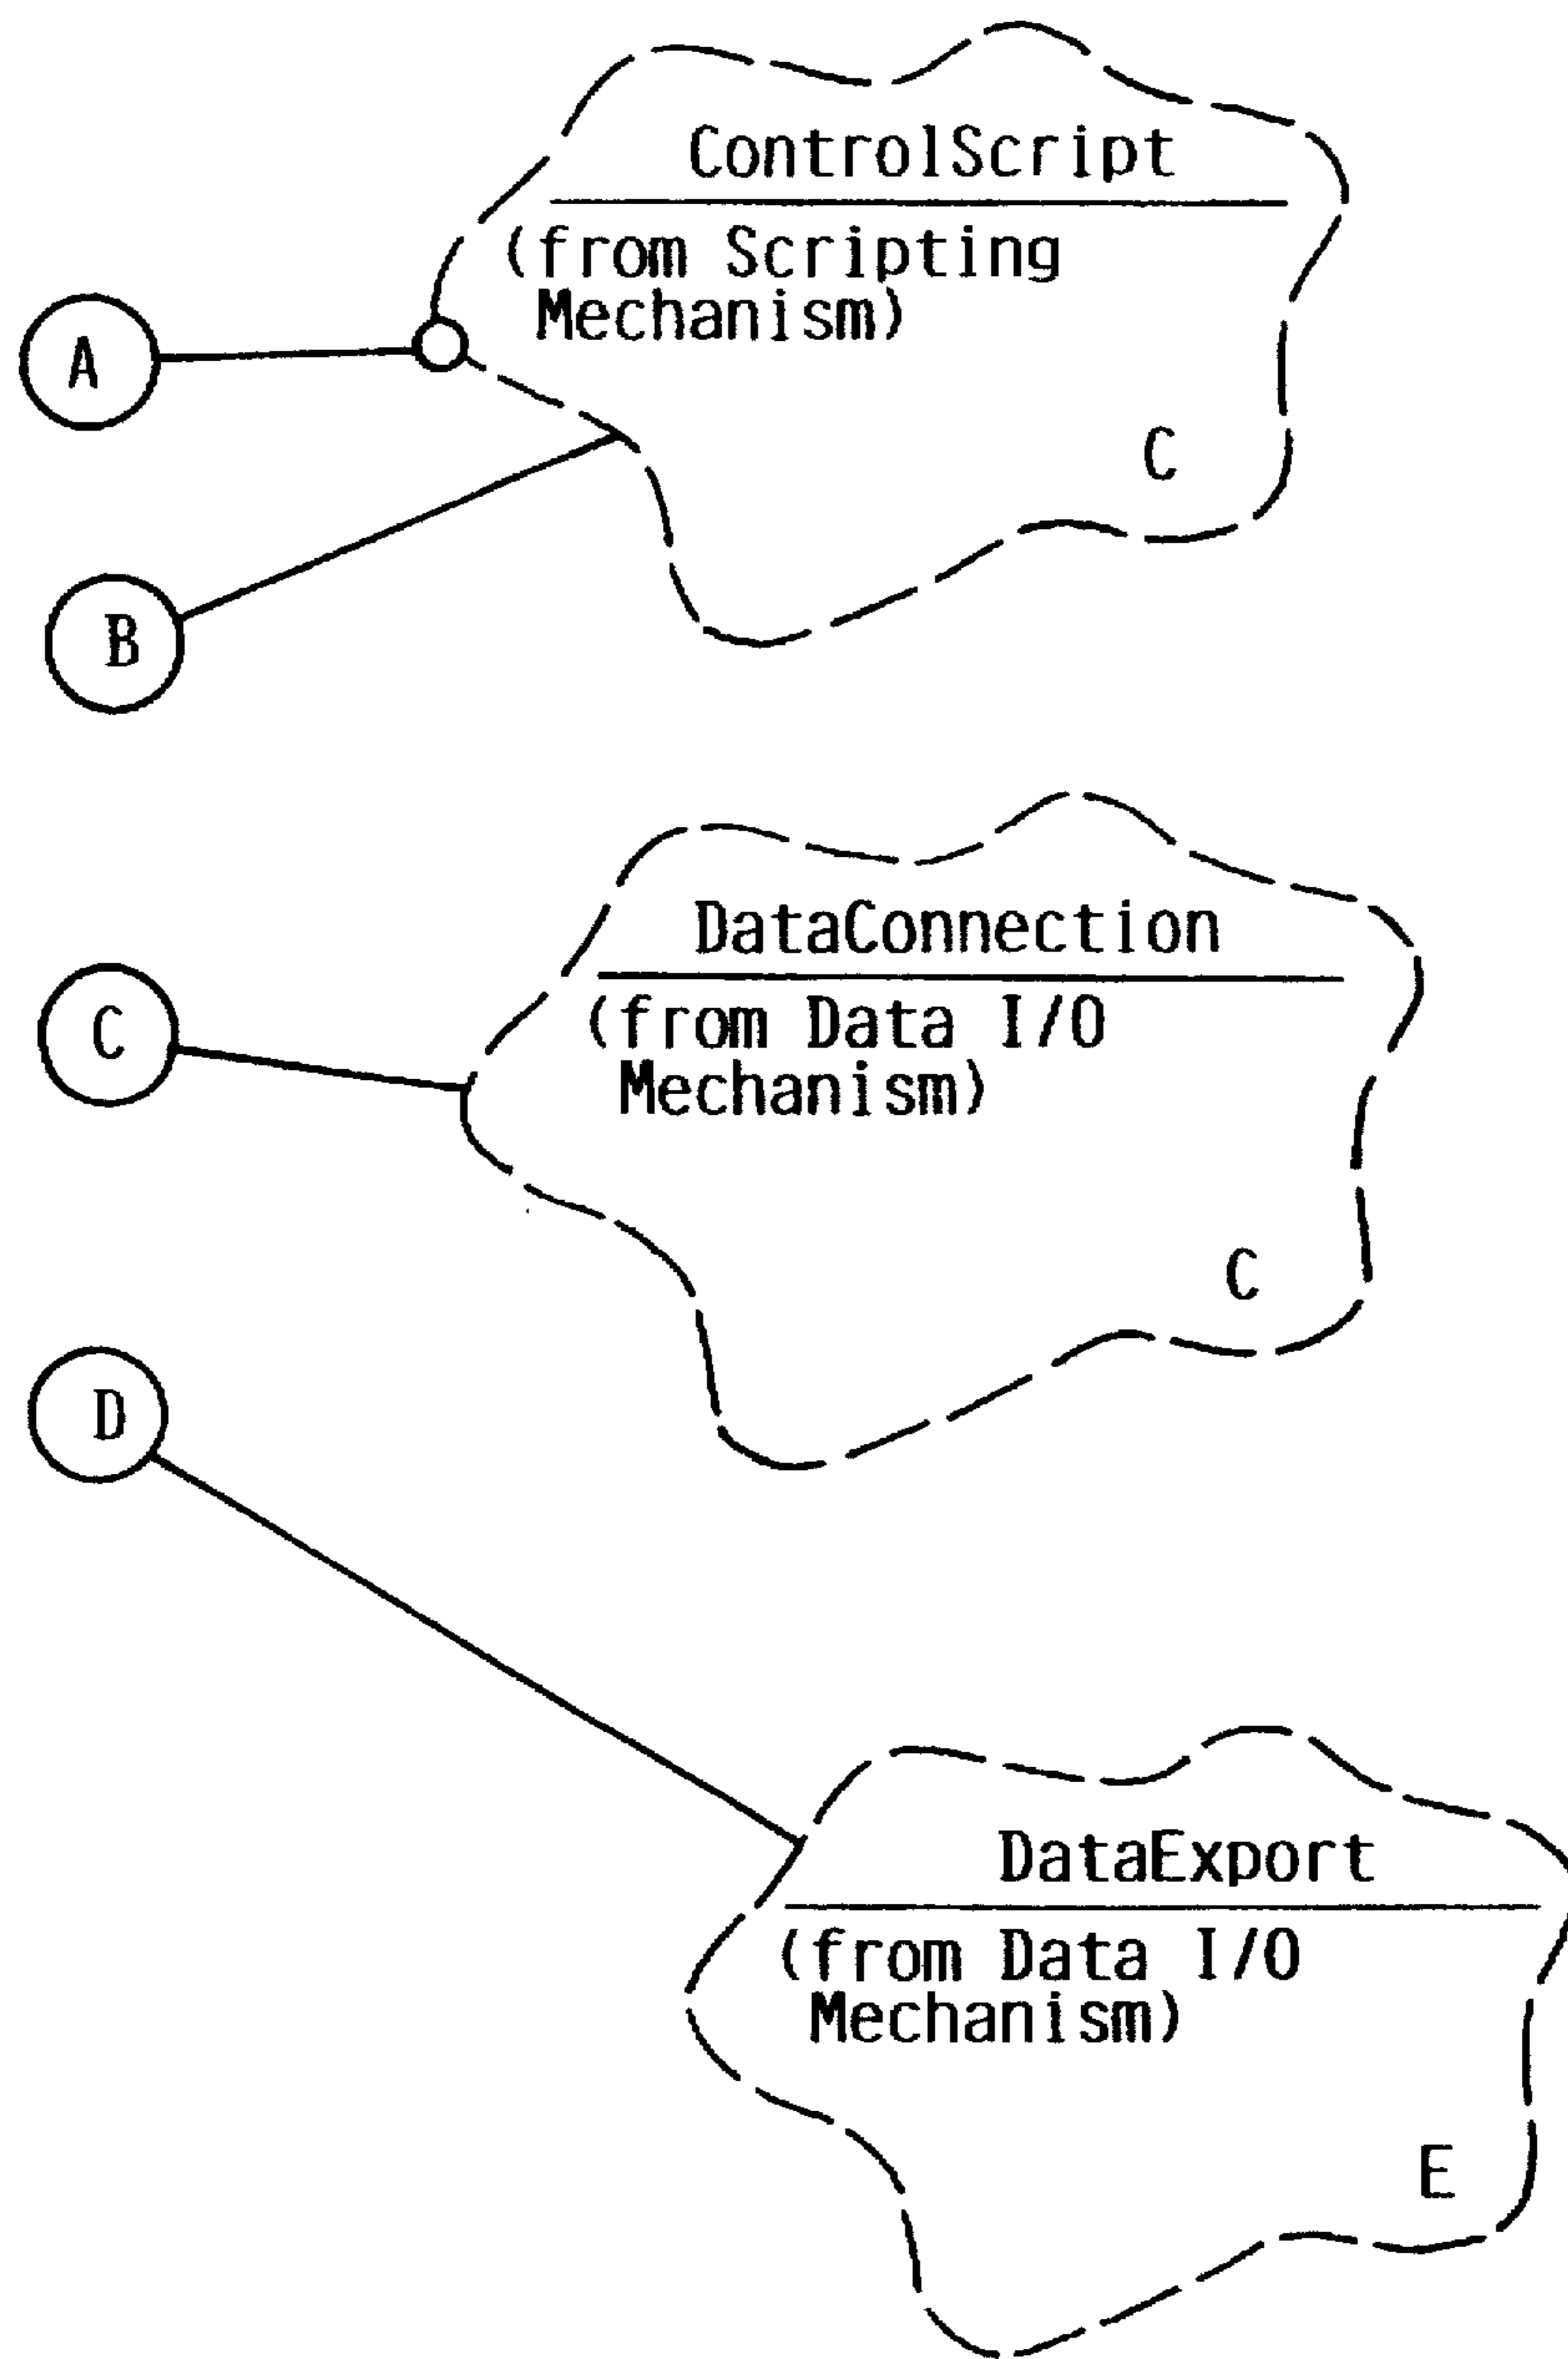 ControlScript
(from Scripting
Mechanism)
A
C
B
DataConnection
(from Data I/O
Mechanism)
C
C
D
DataExport
(from Data I/O
Mechanism)
E